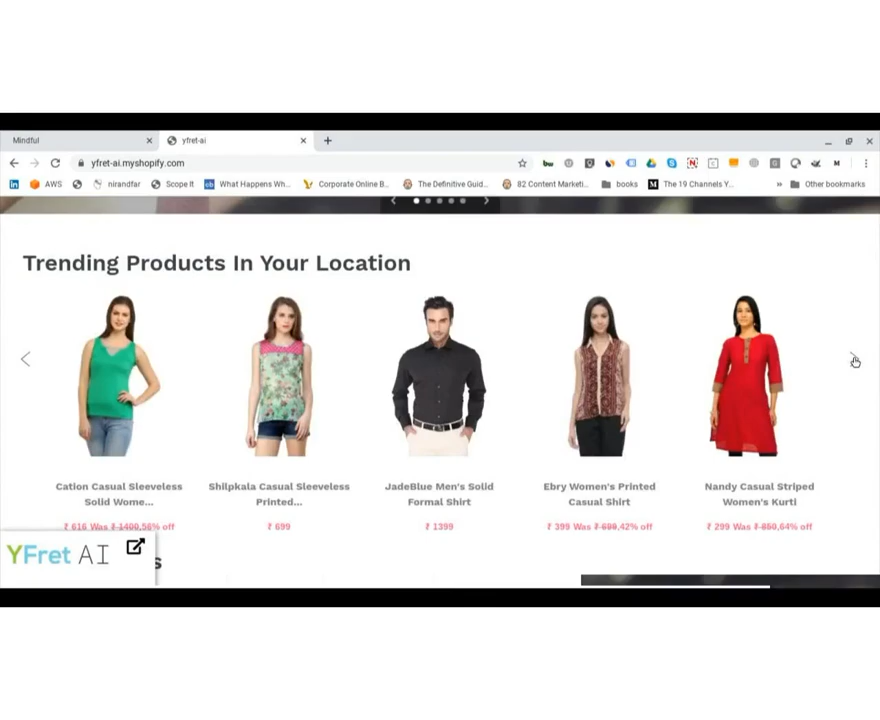 Mindful
yfret-ai
yfret-ai.myshopify.com
AWS
nirandfar
Scope It
What Happens Wh...
Corporate Online B...
The Definitive Guid...
82 Content Marketi...
books
The 19 Channels Y...
Other bookmarks
Trending Products In Your Location
Cation Casual Sleeveless
Solid Wome...
₹ 616 Was ₹ 1400,56% off
Shilpkala Casual Sleeveless
Printed...
₹ 699
JadeBlue Men's Solid
Formal Shirt
₹ 1399
Ebry Women's Printed
Casual Shirt
₹ 399 Was ₹ 699,42% off
Nandy Casual Striped
Women's Kurti
₹ 299 Was ₹ 850,64% off
YFret AI
s